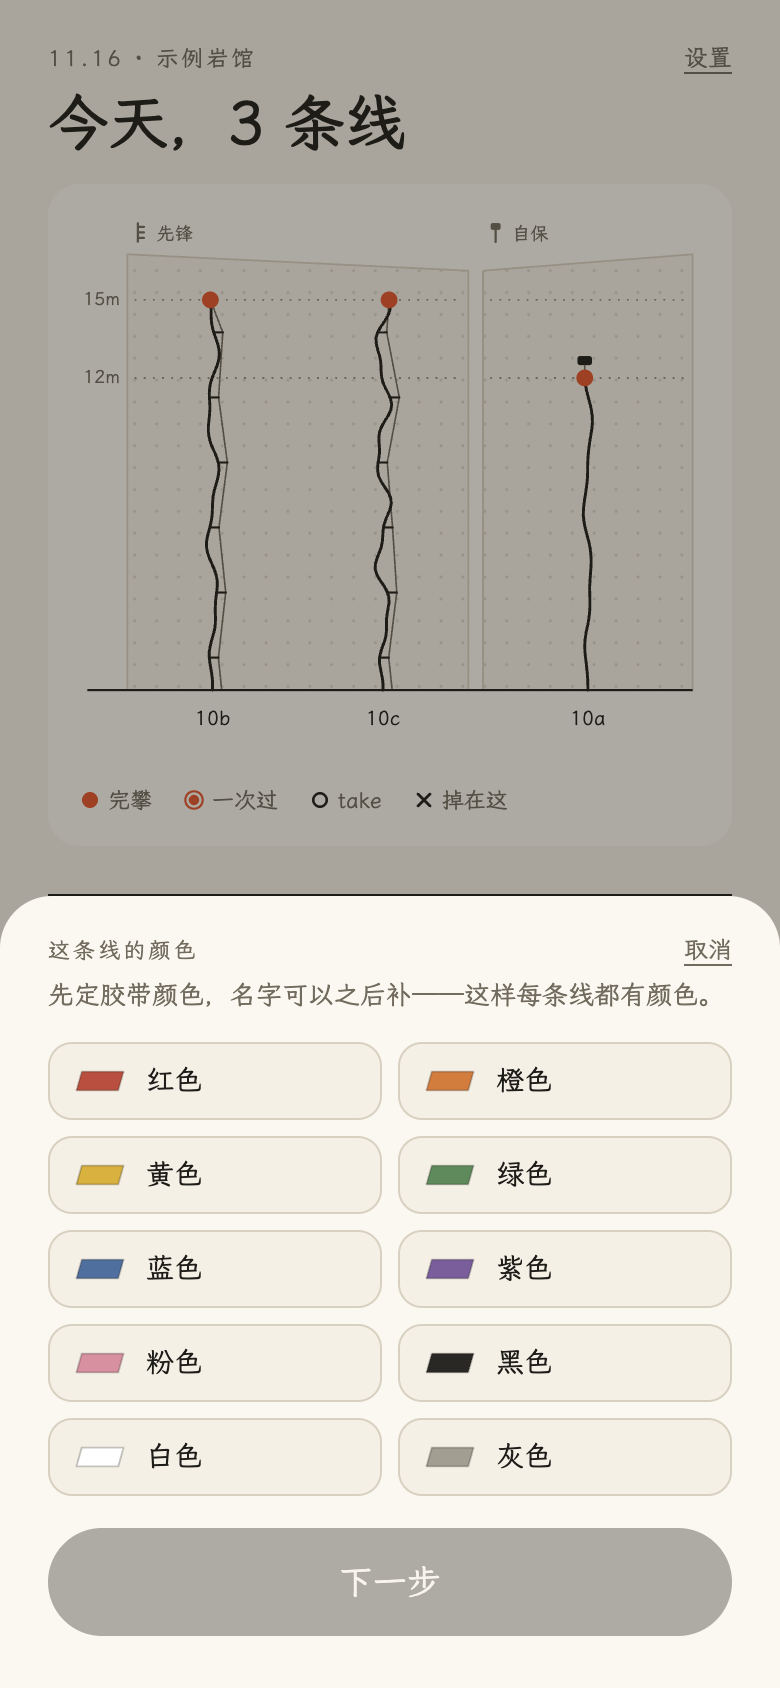 11.16 · 示例岩馆
设置
今天，3 条线
先锋
自保
15m
12m
10b
10c
10a
完攀
一次过
take
掉在这
这条线的颜色
取消
先定胶带颜色，名字可以之后补——这样每条线都有颜色。
红色
橙色
黄色
绿色
蓝色
紫色
粉色
黑色
白色
灰色
下一步